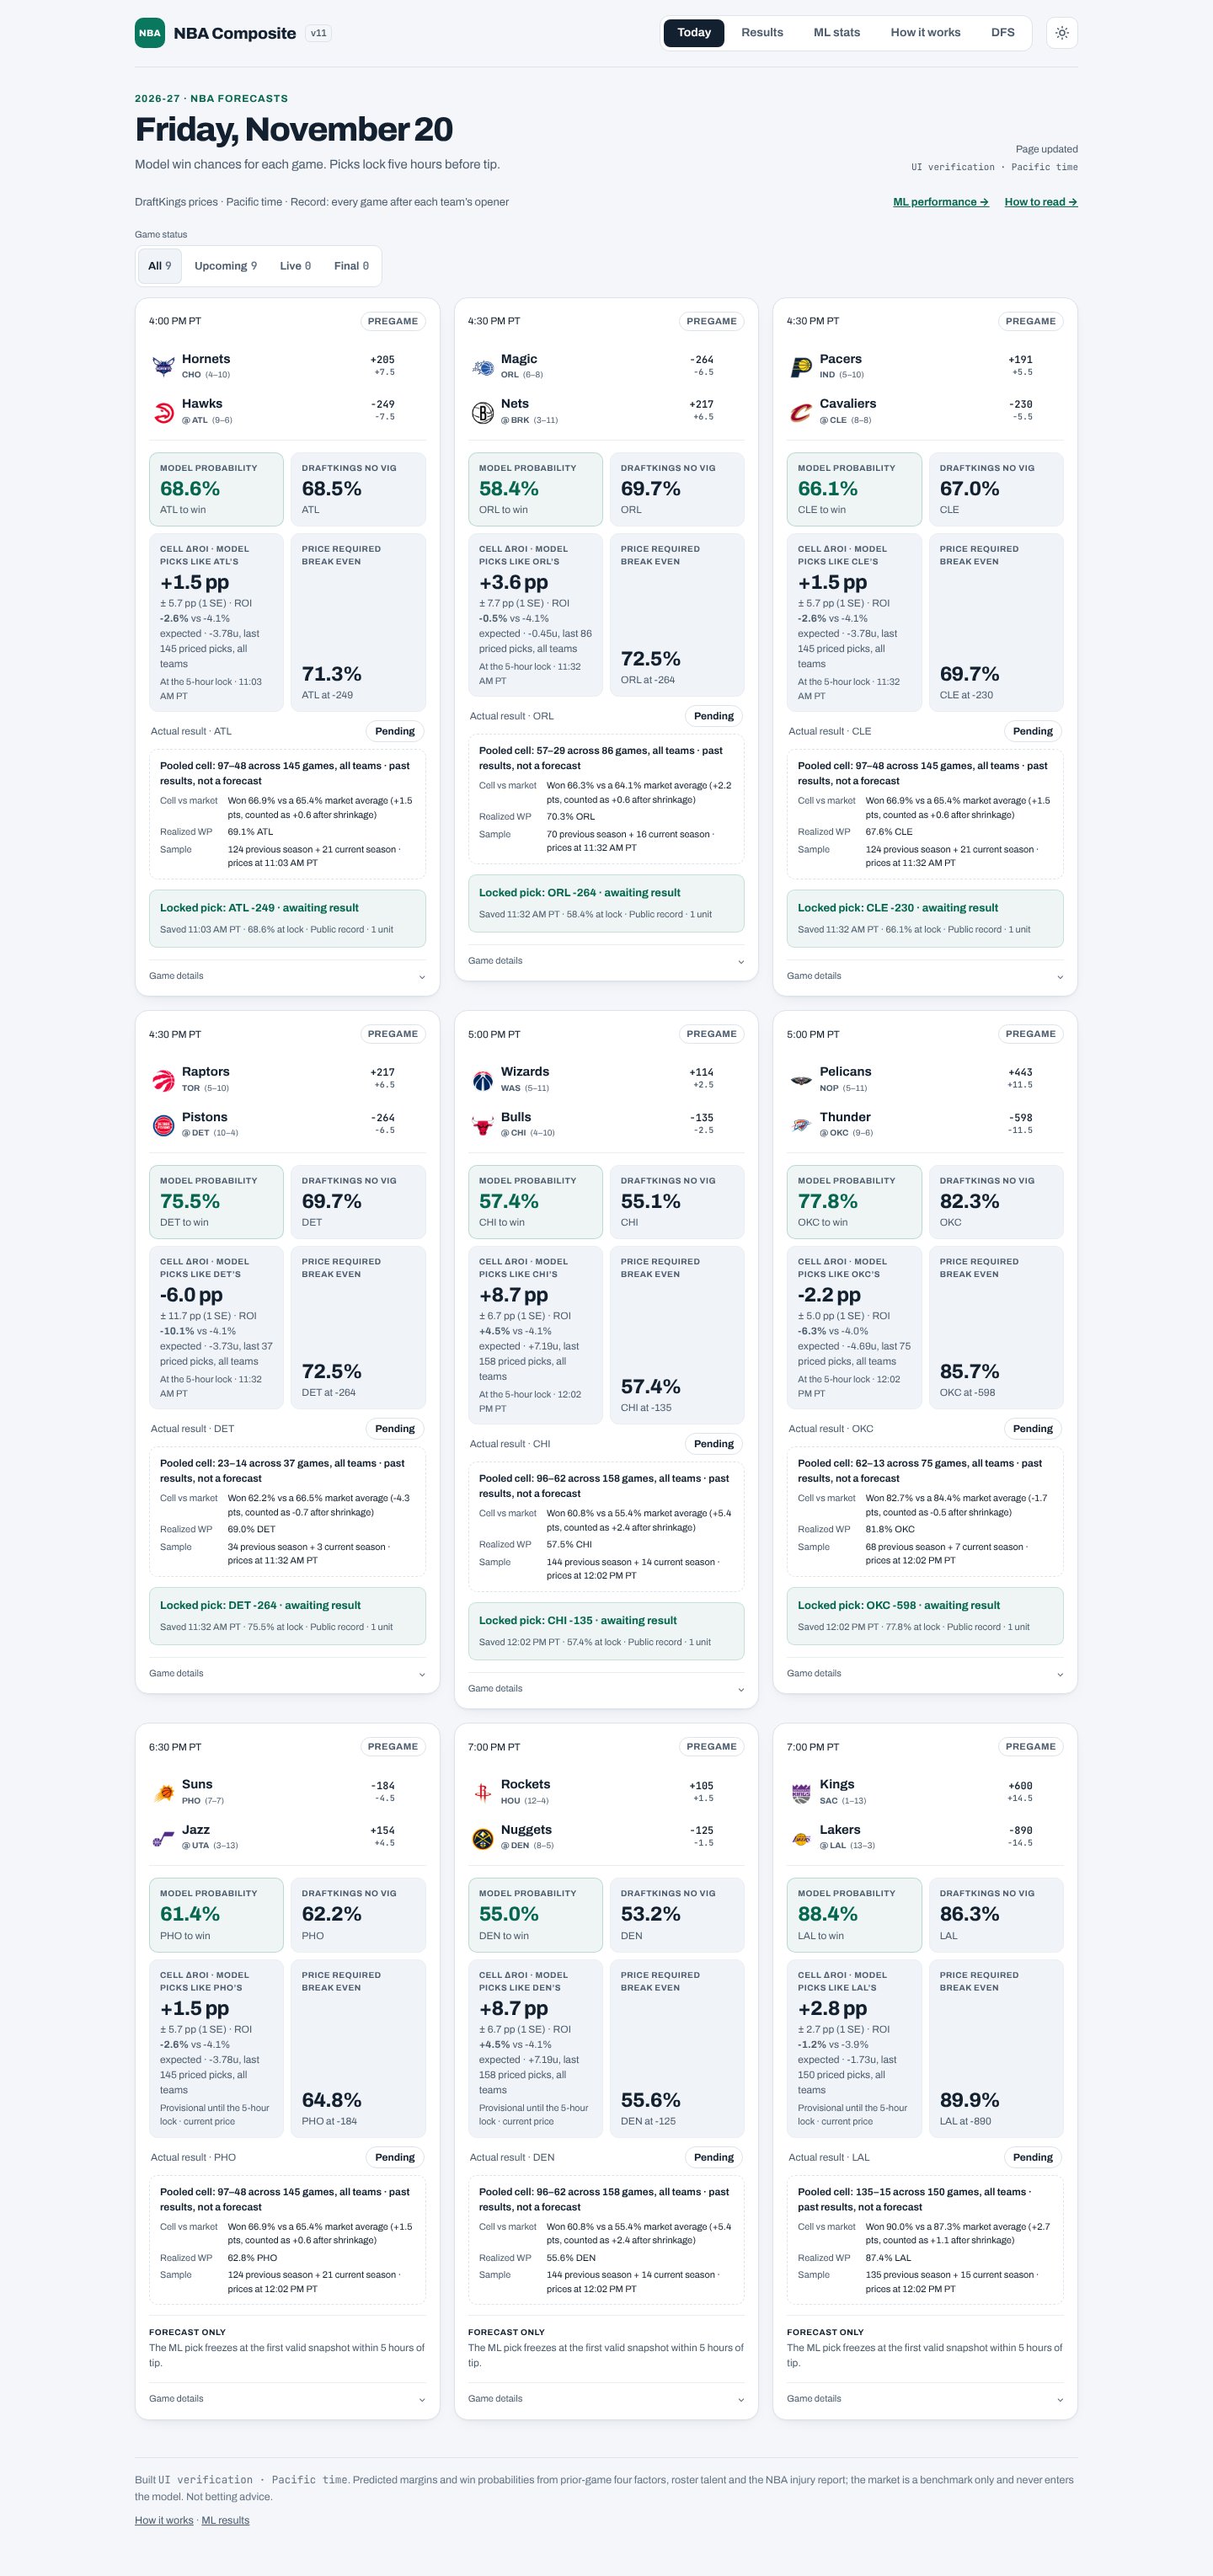 NBA
NBA Composite
v11
Today
Results
ML stats
How it works
DFS
2026-27 · NBA FORECASTS
Friday, November 20
Model win chances for each game. Picks lock five hours before tip.
Page updated
UI verification · Pacific time
DraftKings prices · Pacific time · Record: every game after each team's opener
ML performance →
How to read →
Game status
All 9
Upcoming 9
Live 0
Final 0
4:00 PM PT
PREGAME
Hornets
+205
CHO (4–10)
+7.5
Hawks
-249
@ ATL (9–6)
-7.5
MODEL PROBABILITY
68.6%
ATL to win
DRAFTKINGS NO VIG
68.5%
ATL
CELL ΔROI · MODEL
PICKS LIKE ATL'S
+1.5 pp
± 5.7 pp (1 SE) · ROI
-2.6% vs -4.1%
expected · -3.78u, last
145 priced picks, all
teams
At the 5-hour lock · 11:03
AM PT
PRICE REQUIRED
BREAK EVEN
71.3%
ATL at -249
Actual result · ATL
Pending
Pooled cell: 97–48 across 145 games, all teams · past
results, not a forecast
Cell vs market
Won 66.9% vs a 65.4% market average (+1.5
pts, counted as +0.6 after shrinkage)
Realized WP
69.1% ATL
Sample
124 previous season + 21 current season ·
prices at 11:03 AM PT
Locked pick: ATL -249 · awaiting result
Saved 11:03 AM PT · 68.6% at lock · Public record · 1 unit
Game details
4:30 PM PT
PREGAME
Magic
-264
ORL (6–8)
-6.5
Nets
+217
@ BRK (3–11)
+6.5
MODEL PROBABILITY
58.4%
ORL to win
DRAFTKINGS NO VIG
69.7%
ORL
CELL ΔROI · MODEL
PICKS LIKE ORL'S
+3.6 pp
± 7.7 pp (1 SE) · ROI
-0.5% vs -4.1%
expected · -0.45u, last 86
priced picks, all teams
At the 5-hour lock · 11:32
AM PT
PRICE REQUIRED
BREAK EVEN
72.5%
ORL at -264
Actual result · ORL
Pending
Pooled cell: 57–29 across 86 games, all teams · past
results, not a forecast
Cell vs market
Won 66.3% vs a 64.1% market average (+2.2
pts, counted as +0.6 after shrinkage)
Realized WP
70.3% ORL
Sample
70 previous season + 16 current season ·
prices at 11:32 AM PT
Locked pick: ORL -264 · awaiting result
Saved 11:32 AM PT · 58.4% at lock · Public record · 1 unit
Game details
4:30 PM PT
PREGAME
Pacers
+191
IND (5–10)
+5.5
Cavaliers
-230
@ CLE (8–8)
-5.5
MODEL PROBABILITY
66.1%
CLE to win
DRAFTKINGS NO VIG
67.0%
CLE
CELL ΔROI · MODEL
PICKS LIKE CLE'S
+1.5 pp
± 5.7 pp (1 SE) · ROI
-2.6% vs -4.1%
expected · -3.78u, last
145 priced picks, all
teams
At the 5-hour lock · 11:32
AM PT
PRICE REQUIRED
BREAK EVEN
69.7%
CLE at -230
Actual result · CLE
Pending
Pooled cell: 97–48 across 145 games, all teams · past
results, not a forecast
Cell vs market
Won 66.9% vs a 65.4% market average (+1.5
pts, counted as +0.6 after shrinkage)
Realized WP
67.6% CLE
Sample
124 previous season + 21 current season ·
prices at 11:32 AM PT
Locked pick: CLE -230 · awaiting result
Saved 11:32 AM PT · 66.1% at lock · Public record · 1 unit
Game details
4:30 PM PT
PREGAME
Raptors
+217
TOR (5–10)
+6.5
Pistons
-264
@ DET (10–4)
-6.5
MODEL PROBABILITY
75.5%
DET to win
DRAFTKINGS NO VIG
69.7%
DET
CELL ΔROI · MODEL
PICKS LIKE DET'S
-6.0 pp
± 11.7 pp (1 SE) · ROI
-10.1% vs -4.1%
expected · -3.73u, last 37
priced picks, all teams
At the 5-hour lock · 11:32
AM PT
PRICE REQUIRED
BREAK EVEN
72.5%
DET at -264
Actual result · DET
Pending
Pooled cell: 23–14 across 37 games, all teams · past
results, not a forecast
Cell vs market
Won 62.2% vs a 66.5% market average (-4.3
pts, counted as -0.7 after shrinkage)
Realized WP
69.0% DET
Sample
34 previous season + 3 current season ·
prices at 11:32 AM PT
Locked pick: DET -264 · awaiting result
Saved 11:32 AM PT · 75.5% at lock · Public record · 1 unit
Game details
5:00 PM PT
PREGAME
Wizards
+114
WAS (5–11)
+2.5
Bulls
-135
@ CHI (4–10)
-2.5
MODEL PROBABILITY
57.4%
CHI to win
DRAFTKINGS NO VIG
55.1%
CHI
CELL ΔROI · MODEL
PICKS LIKE CHI'S
+8.7 pp
± 6.7 pp (1 SE) · ROI
+4.5% vs -4.1%
expected · +7.19u, last
158 priced picks, all
teams
At the 5-hour lock · 12:02
PM PT
PRICE REQUIRED
BREAK EVEN
57.4%
CHI at -135
Actual result · CHI
Pending
Pooled cell: 96–62 across 158 games, all teams · past
results, not a forecast
Cell vs market
Won 60.8% vs a 55.4% market average (+5.4
pts, counted as +2.4 after shrinkage)
Realized WP
57.5% CHI
Sample
144 previous season + 14 current season ·
prices at 12:02 PM PT
Locked pick: CHI -135 · awaiting result
Saved 12:02 PM PT · 57.4% at lock · Public record · 1 unit
Game details
5:00 PM PT
PREGAME
Pelicans
+443
NOP (5–11)
+11.5
Thunder
-598
@ OKC (9–6)
-11.5
MODEL PROBABILITY
77.8%
OKC to win
DRAFTKINGS NO VIG
82.3%
OKC
CELL ΔROI · MODEL
PICKS LIKE OKC'S
-2.2 pp
± 5.0 pp (1 SE) · ROI
-6.3% vs -4.0%
expected · -4.69u, last 75
priced picks, all teams
At the 5-hour lock · 12:02
PM PT
PRICE REQUIRED
BREAK EVEN
85.7%
OKC at -598
Actual result · OKC
Pending
Pooled cell: 62–13 across 75 games, all teams · past
results, not a forecast
Cell vs market
Won 82.7% vs a 84.4% market average (-1.7
pts, counted as -0.5 after shrinkage)
Realized WP
81.8% OKC
Sample
68 previous season + 7 current season ·
prices at 12:02 PM PT
Locked pick: OKC -598 · awaiting result
Saved 12:02 PM PT · 77.8% at lock · Public record · 1 unit
Game details
6:30 PM PT
PREGAME
Suns
-184
PHO (7–7)
-4.5
Jazz
+154
@ UTA (3–13)
+4.5
MODEL PROBABILITY
61.4%
PHO to win
DRAFTKINGS NO VIG
62.2%
PHO
CELL ΔROI · MODEL
PICKS LIKE PHO'S
+1.5 pp
± 5.7 pp (1 SE) · ROI
-2.6% vs -4.1%
expected · -3.78u, last
145 priced picks, all
teams
Provisional until the 5-hour
lock · current price
PRICE REQUIRED
BREAK EVEN
64.8%
PHO at -184
Actual result · PHO
Pending
Pooled cell: 97–48 across 145 games, all teams · past
results, not a forecast
Cell vs market
Won 66.9% vs a 65.4% market average (+1.5
pts, counted as +0.6 after shrinkage)
Realized WP
62.8% PHO
Sample
124 previous season + 21 current season ·
prices at 12:02 PM PT
FORECAST ONLY
The ML pick freezes at the first valid snapshot within 5 hours of
tip.
Game details
7:00 PM PT
PREGAME
Rockets
+105
HOU (12–4)
+1.5
Nuggets
-125
@ DEN (8–5)
-1.5
MODEL PROBABILITY
55.0%
DEN to win
DRAFTKINGS NO VIG
53.2%
DEN
CELL ΔROI · MODEL
PICKS LIKE DEN'S
+8.7 pp
± 6.7 pp (1 SE) · ROI
+4.5% vs -4.1%
expected · +7.19u, last
158 priced picks, all
teams
Provisional until the 5-hour
lock · current price
PRICE REQUIRED
BREAK EVEN
55.6%
DEN at -125
Actual result · DEN
Pending
Pooled cell: 96–62 across 158 games, all teams · past
results, not a forecast
Cell vs market
Won 60.8% vs a 55.4% market average (+5.4
pts, counted as +2.4 after shrinkage)
Realized WP
55.6% DEN
Sample
144 previous season + 14 current season ·
prices at 12:02 PM PT
FORECAST ONLY
The ML pick freezes at the first valid snapshot within 5 hours of
tip.
Game details
7:00 PM PT
PREGAME
Kings
+600
SAC (1–13)
+14.5
Lakers
-890
@ LAL (13–3)
-14.5
MODEL PROBABILITY
88.4%
LAL to win
DRAFTKINGS NO VIG
86.3%
LAL
CELL ΔROI · MODEL
PICKS LIKE LAL'S
+2.8 pp
± 2.7 pp (1 SE) · ROI
-1.2% vs -3.9%
expected · -1.73u, last
150 priced picks, all
teams
Provisional until the 5-hour
lock · current price
PRICE REQUIRED
BREAK EVEN
89.9%
LAL at -890
Actual result · LAL
Pending
Pooled cell: 135–15 across 150 games, all teams ·
past results, not a forecast
Cell vs market
Won 90.0% vs a 87.3% market average (+2.7
pts, counted as +1.1 after shrinkage)
Realized WP
87.4% LAL
Sample
135 previous season + 15 current season ·
prices at 12:02 PM PT
FORECAST ONLY
The ML pick freezes at the first valid snapshot within 5 hours of
tip.
Game details
Built UI verification · Pacific time. Predicted margins and win probabilities from prior-game four factors, roster talent and the NBA injury report; the market is a benchmark only and never enters
the model. Not betting advice.
How it works · ML results